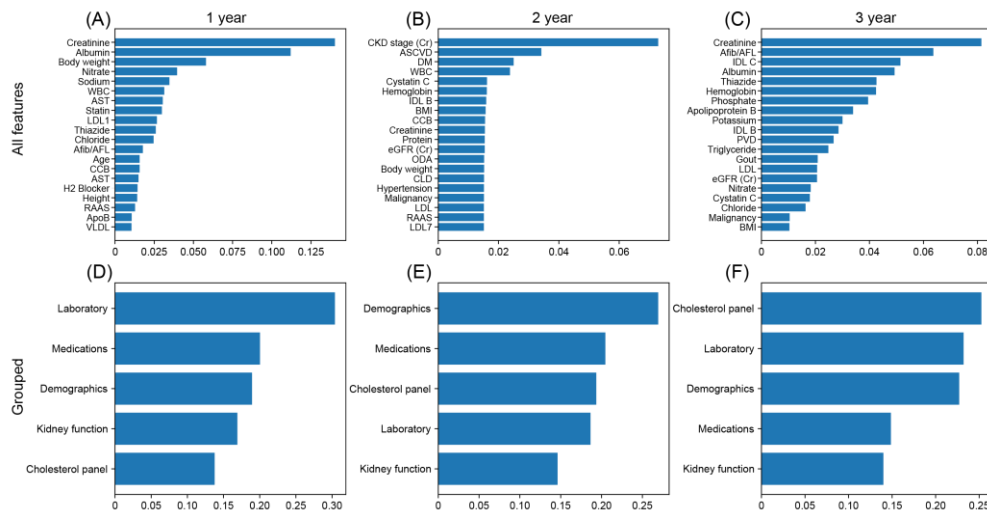 (A) 1 year
(B) 2 year
(C) 3 year
All features
Creatinine
Albumin
Body weight
Nitrate
Sodium
WBC
AST
Statin
LDL1
Thiazide
Chloride
Afib/AFL
Age
CCB
AST
H2 Blocker
Height
RAAS
ApoB
VLDL
0.000 0.025 0.050 0.075 0.100 0.125
CKD stage (Cr)
ASCVD
DM
WBC
Cystatin C
Hemoglobin
IDL B
BMI
CCB
Creatinine
Protein
eGFR (Cr)
ODA
Body weight
CLD
Hypertension
Malignancy
LDL
RAAS
LDL7
0.00 0.02 0.04 0.06
Creatinine
Afib/AFL
IDL C
Albumin
Thiazide
Hemoglobin
Phosphate
Apolipoprotein B
Potassium
IDL B
PVD
Triglyceride
Gout
LDL
eGFR (Cr)
Nitrate
Cystatin C
Chloride
Malignancy
BMI
0.00 0.02 0.04 0.06 0.08
Grouped
(D)
Laboratory
Medications
Demographics
Kidney function
Cholesterol panel
0 0.05 0.10 0.15 0.20 0.25 0.30
(E)
Demographics
Medications
Cholesterol panel
Laboratory
Kidney function
0.00 0.05 0.10 0.15 0.20 0.25
(F)
Cholesterol panel
Laboratory
Demographics
Medications
Kidney function
0 0.05 0.10 0.15 0.20 0.25